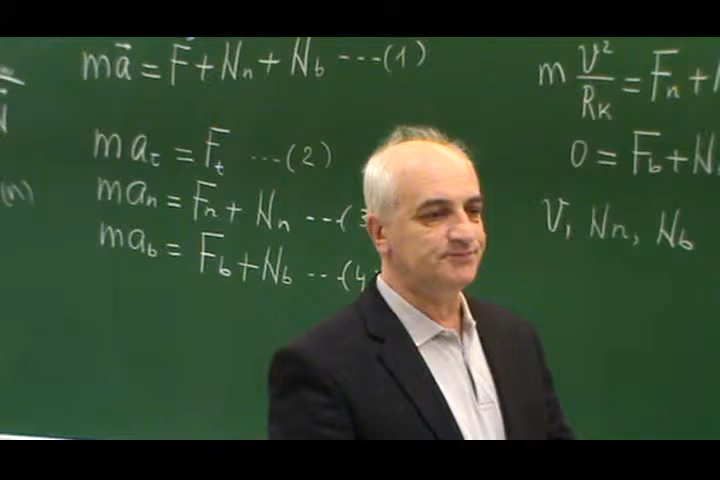 ma⃗ = F + Nn + Nb ---(1)
maτ = Fτ ---(2)
man = Fn + Nn ---(3
mab = Fb + Nb ---(4
(n)
m V²/RK = Fn +
0 = Fb + N
V, Nn, Nb